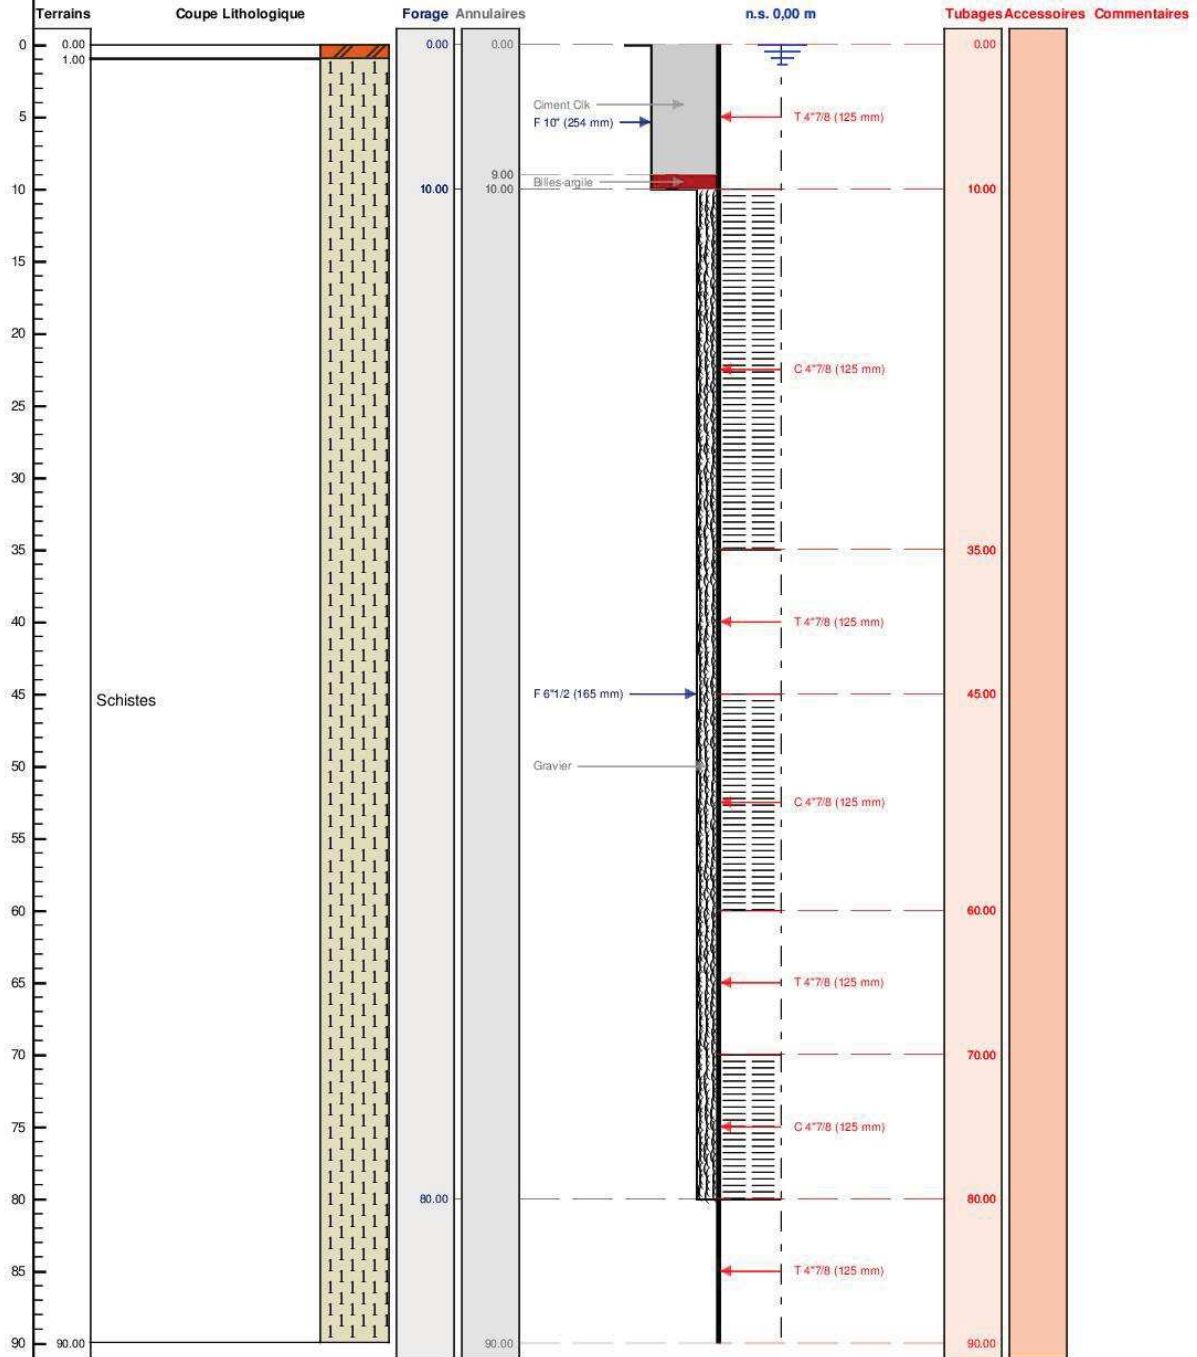 Terrains Coupe Lithologique Forage Annulaires n.s. 0,00 m Tubages Accessoires Commentaires
0 0.00 0.00 0.00 0.00
1.00
Ciment Clk
5 T 4"7/8 (125 mm)
F 10" (254 mm)
9.00
Billes-argile
10 10.00 10.00 10.00
15
20
C 4"7/8 (125 mm)
25
30
35 35.00
40 T 4"7/8 (125 mm)
45 F 6"1/2 (165 mm) 45.00
Schistes
50 Gravier
C 4"7/8 (125 mm)
55
60 60.00
65 T 4"7/8 (125 mm)
70 70.00
75 C 4"7/8 (125 mm)
80 80.00 80.00
85 T 4"7/8 (125 mm)
90 90.00 90.00 90.00